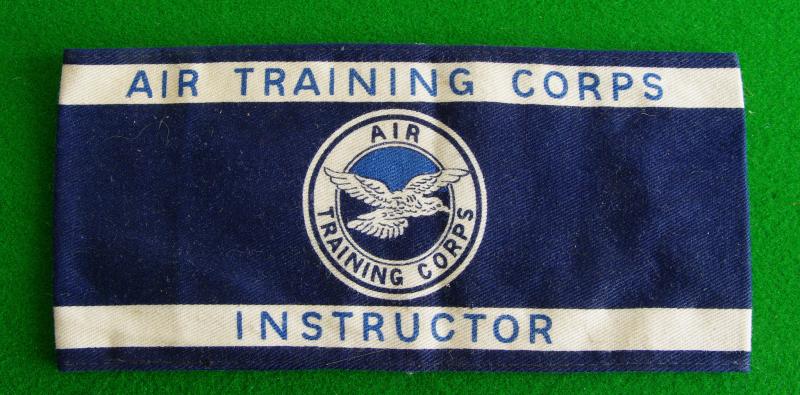 AIR TRAINING CORPS
AIR
TRAINING CORPS
INSTRUCTOR